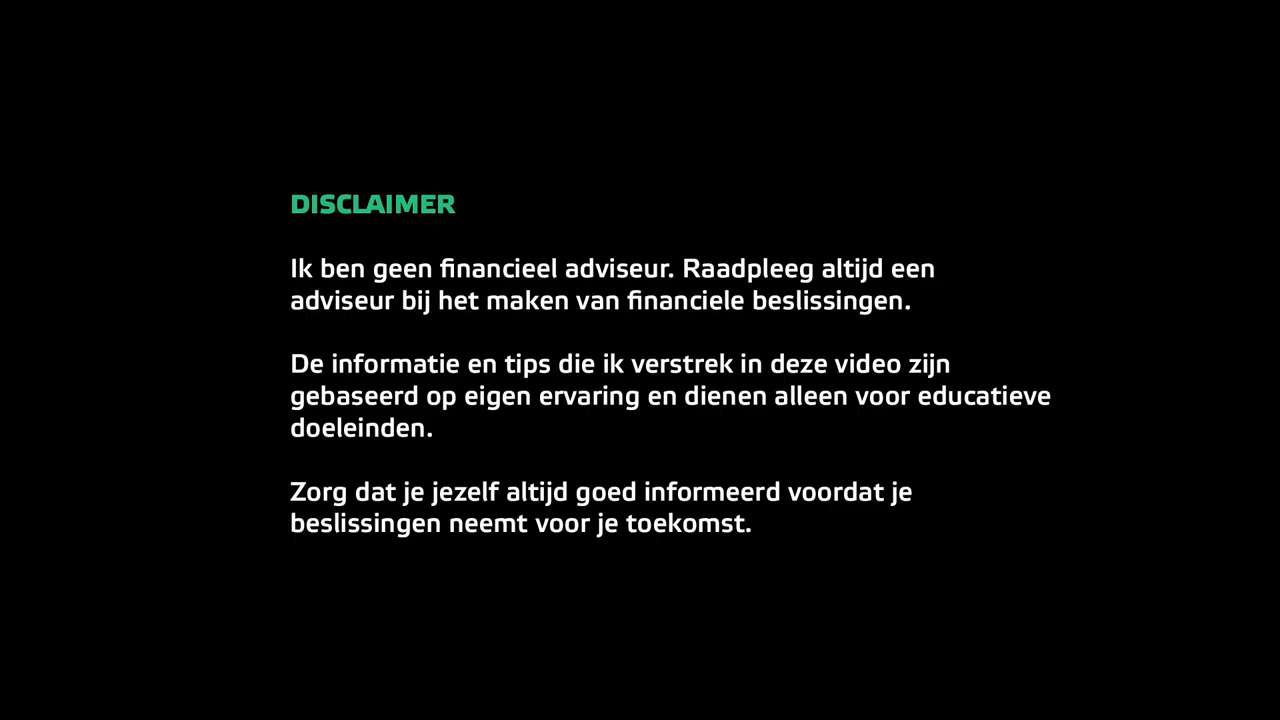 DISCLAIMER
Ik ben geen financieel adviseur. Raadpleeg altijd een
adviseur bij het maken van financiele beslissingen.
De informatie en tips die ik verstrek in deze video zijn
gebaseerd op eigen ervaring en dienen alleen voor educatieve
doeleinden.
Zorg dat je jezelf altijd goed informeerd voordat je
beslissingen neemt voor je toekomst.